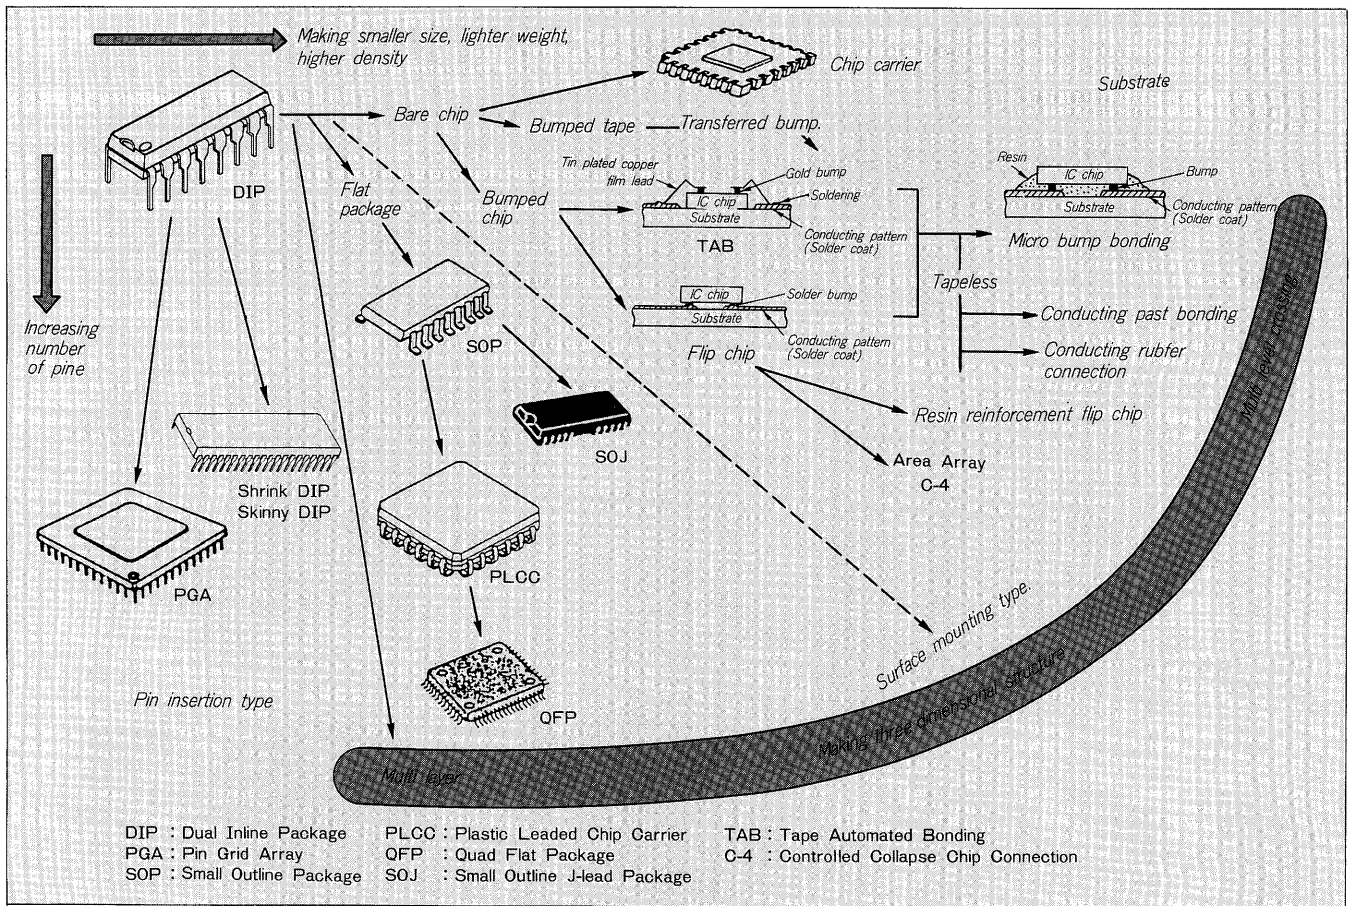 Making smaller size, lighter weight,
higher density
Chip carrier
Substrate
Bare chip
Bumped tape
Transferred bump.
DIP
Flat
package
Bumped
chip
Tin plated copper
film lead
Gold bump
IC chip
Soldering
Substrate
Conducting pattern
(Solder coat)
TAB
Resin
IC chip
Bump
Substrate
Conducting pattern
(Solder coat)
Micro bump bonding
Tapeless
Increasing
number
of pine
SOP
IC chip
Solder bump
Substrate
Conducting pattern
(Solder coat)
Flip chip
Conducting past bonding
Conducting rubfer
connection
Resin reinforcement flip chip
SOJ
Area Array
C-4
Shrink DIP
Skinny DIP
PGA
PLCC
QFP
Pin insertion type
Surface mounting type.
Multi layer
Making three dimensional structure
Multi level crossing
DIP : Dual Inline Package
PGA : Pin Grid Array
SOP : Small Outline Package
PLCC : Plastic Leaded Chip Carrier
QFP : Quad Flat Package
SOJ : Small Outline J-lead Package
TAB : Tape Automated Bonding
C-4 : Controlled Collapse Chip Connection